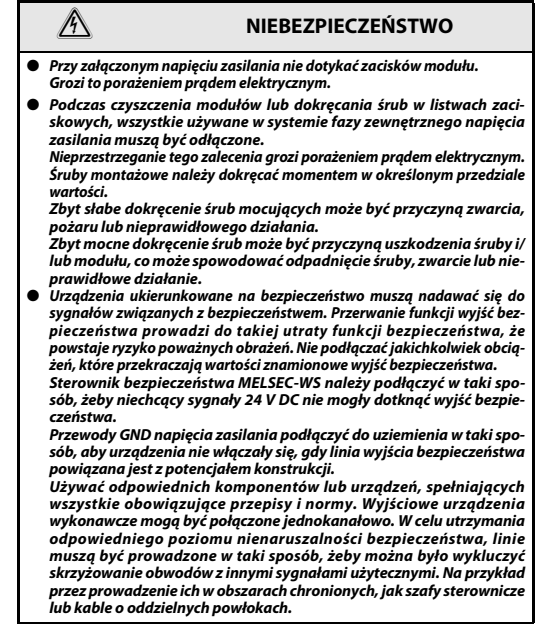 NIEBEZPIECZEŃSTWO
● Przy załączonym napięciu zasilania nie dotykać zacisków modułu.
Grozi to porażeniem prądem elektrycznym.
● Podczas czyszczenia modułów lub dokręcania śrub w listwach zaci-
skowych, wszystkie używane w systemie fazy zewnętrznego napięcia
zasilania muszą być odłączone.
Nieprzestrzeganie tego zalecenia grozi porażeniem prądem elektrycznym.
Śruby montażowe należy dokręcać momentem w określonym przedziale
wartości.
Zbyt słabe dokręcenie śrub mocujących może być przyczyną zwarcia,
pożaru lub nieprawidłowego działania.
Zbyt mocne dokręcenie śrub może być przyczyną uszkodzenia śruby i/
lub modułu, co może spowodować odpadnięcie śruby, zwarcie lub nie-
prawidłowe działanie.
● Urządzenia ukierunkowane na bezpieczeństwo muszą nadawać się do
sygnałów związanych z bezpieczeństwem. Przerwanie funkcji wyjść bez-
pieczeństwa prowadzi do takiej utraty funkcji bezpieczeństwa, że
powstaje ryzyko poważnych obrażeń. Nie podłączać jakichkolwiek obcią-
żeń, które przekraczają wartości znamionowe wyjść bezpieczeństwa.
Sterownik bezpieczeństwa MELSEC-WS należy podłączyć w taki spo-
sób, żeby niechcący sygnały 24 V DC nie mogły dotknąć wyjść bezpie-
czeństwa.
Przewody GND napięcia zasilania podłączyć do uziemienia w taki spo-
sób, aby urządzenia nie włączały się, gdy linia wyjścia bezpieczeństwa
powiązana jest z potencjałem konstrukcji.
Używać odpowiednich komponentów lub urządzeń, spełniających
wszystkie obowiązujące przepisy i normy. Wyjściowe urządzenia
wykonawcze mogą być połączone jednokanałowo. W celu utrzymania
odpowiedniego poziomu nienaruszalności bezpieczeństwa, linie
muszą być prowadzone w taki sposób, żeby można było wykluczyć
skrzyżowanie obwodów z innymi sygnałami użytecznymi. Na przykład
przez prowadzenie ich w obszarach chronionych, jak szafy sterownicze
lub kable o oddzielnych powłokach.